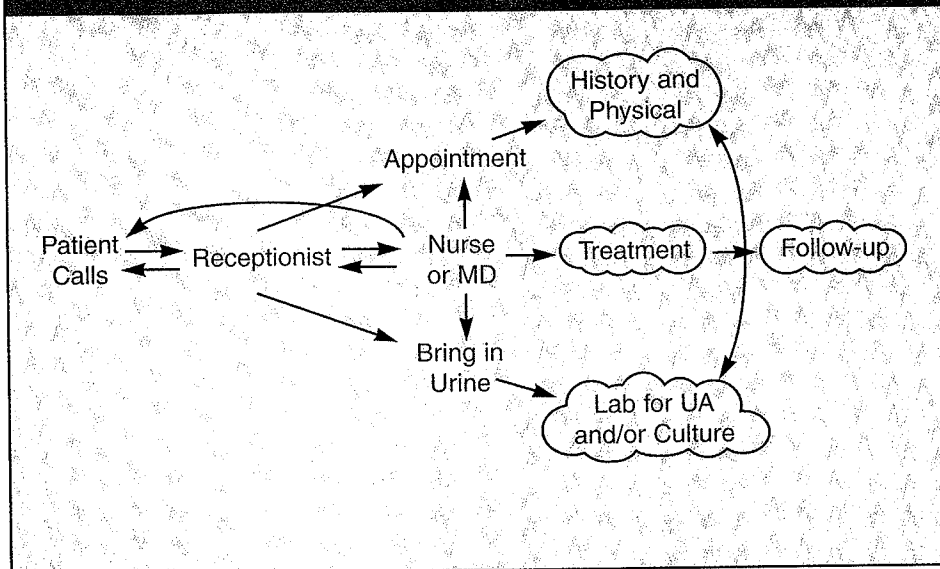 History and
Physical
Appointment
Patient
Calls
Receptionist
Nurse
or MD
Treatment
Follow-up
Bring in
Urine
Lab for UA
and/or Culture